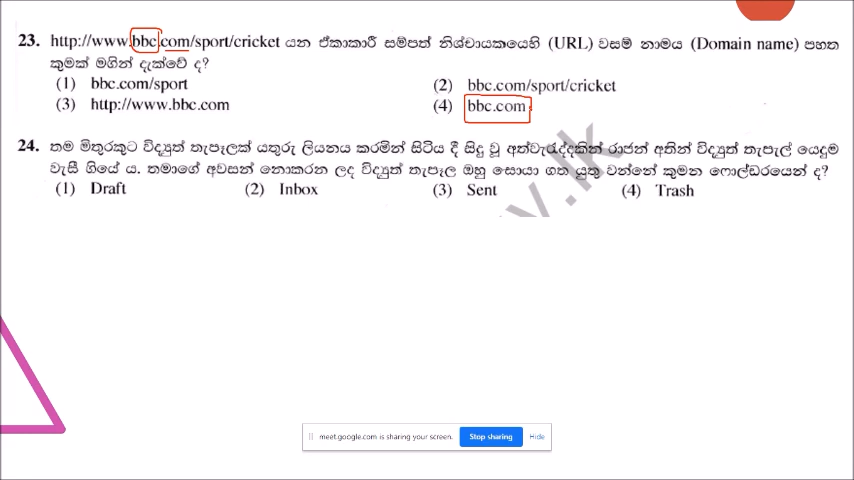 23. http://www.bbc.com/sport/cricket යන ඒකාකාරී සම්පත් නිශ්චායකයෙහි (URL) වසම් නාමය (Domain name) පහත
කුමක් මගින් දැක්වේ ද?
(1) bbc.com/sport (2) bbc.com/sport/cricket
(3) http://www.bbc.com (4) bbc.com
24. තම මිතුරකුට විද්‍යුත් තැපෑලක් යතුරු ලියනය කරමින් සිටිය දී සිදු වූ අත්වැරැද්දකින් රාජන් අතින් විද්‍යුත් තැපැල් යෙදුම
වැසී ගියේ ය. තමාගේ අවසන් නොකරන ලද විද්‍යුත් තැපෑල ඔහු සොයා ගත යුතු වන්නේ කුමන ෆොල්ඩරයෙන් ද?
(1) Draft (2) Inbox (3) Sent (4) Trash
meet.google.com is sharing your screen. Stop sharing Hide